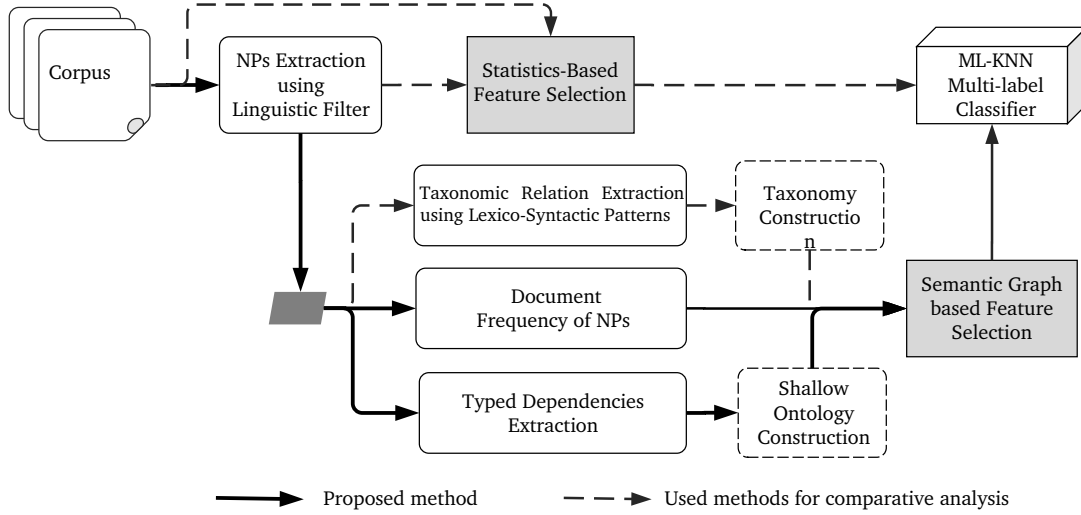 Corpus
NPs Extraction
using
Linguistic Filter
Statistics-Based
Feature Selection
ML-KNN
Multi-label
Classifier
Taxonomic Relation Extraction
using Lexico-Syntactic Patterns
Taxonomy
Constructio
n
Document
Frequency of NPs
Semantic Graph
based Feature
Selection
Typed Dependencies
Extraction
Shallow
Ontology
Construction
Proposed method
Used methods for comparative analysis